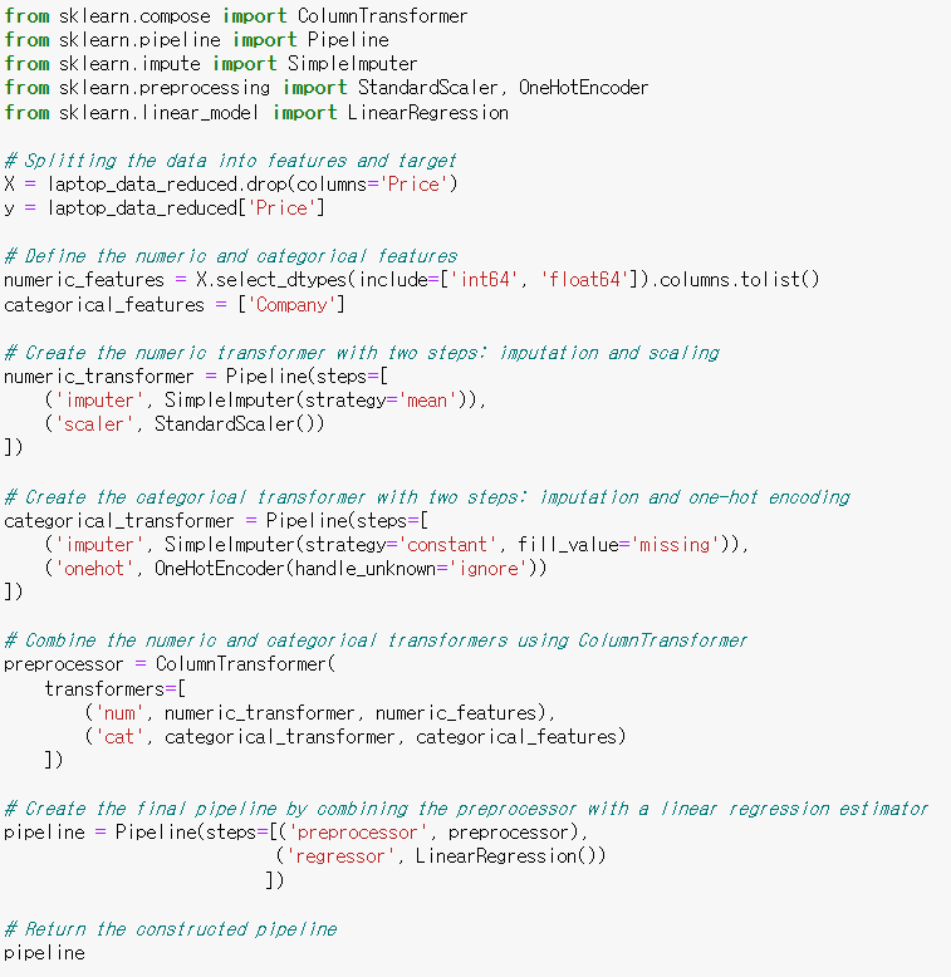 from sklearn.compose import ColumnTransformer
from sklearn.pipeline import Pipeline
from sklearn.impute import SimpleImputer
from sklearn.preprocessing import StandardScaler, OneHotEncoder
from sklearn.linear_model import LinearRegression

# Splitting the data into features and target
X = laptop_data_reduced.drop(columns='Price')
y = laptop_data_reduced['Price']

# Define the numeric and categorical features
numeric_features = X.select_dtypes(include=['int64', 'float64']).columns.tolist()
categorical_features = ['Company']

# Create the numeric transformer with two steps: imputation and scaling
numeric_transformer = Pipeline(steps=[
    ('imputer', SimpleImputer(strategy='mean')),
    ('scaler', StandardScaler())
])

# Create the categorical transformer with two steps: imputation and one-hot encoding
categorical_transformer = Pipeline(steps=[
    ('imputer', SimpleImputer(strategy='constant', fill_value='missing')),
    ('onehot', OneHotEncoder(handle_unknown='ignore'))
])

# Combine the numeric and categorical transformers using ColumnTransformer
preprocessor = ColumnTransformer(
    transformers=[
        ('num', numeric_transformer, numeric_features),
        ('cat', categorical_transformer, categorical_features)
    ])

# Create the final pipeline by combining the preprocessor with a linear regression estimator
pipeline = Pipeline(steps=[('preprocessor', preprocessor),
                           ('regressor', LinearRegression())
                          ])

# Return the constructed pipeline
pipeline